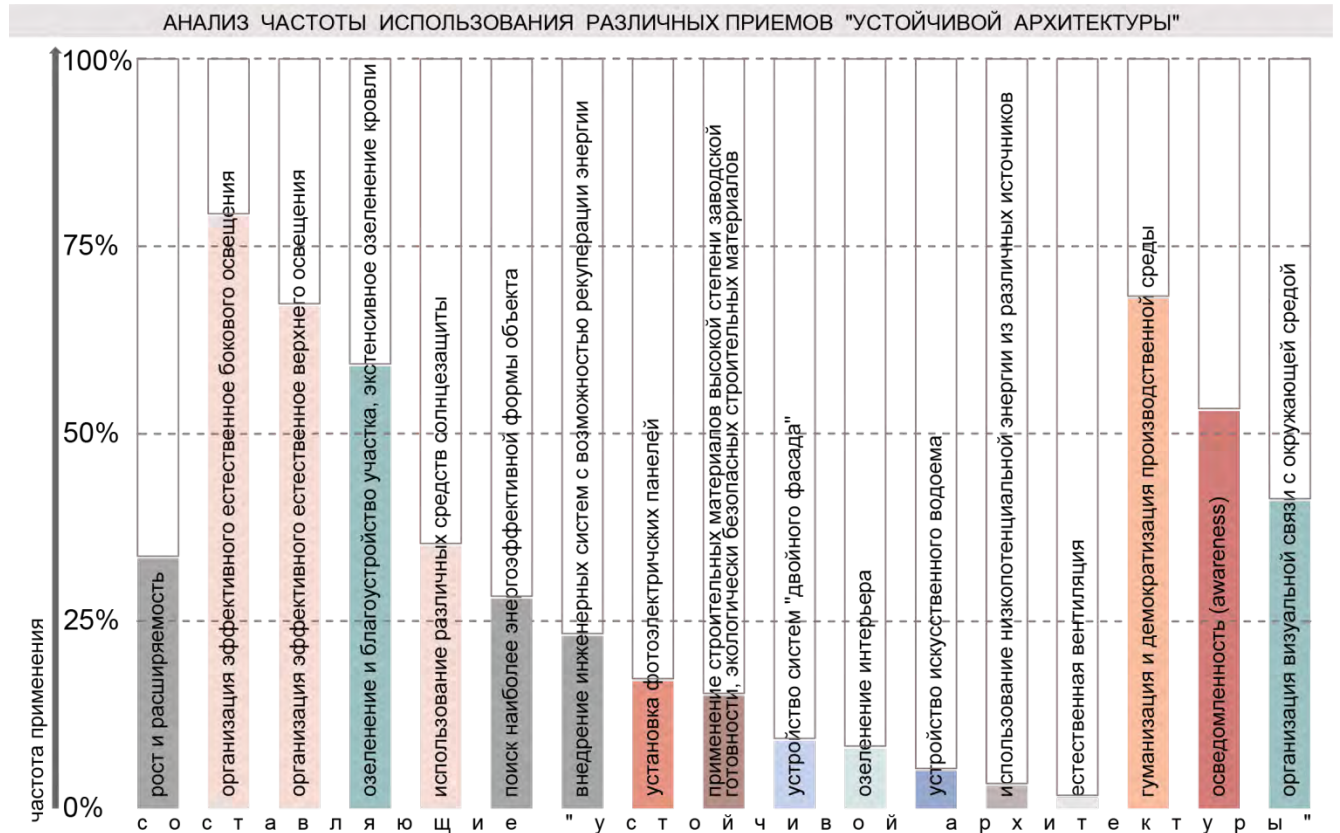 АНАЛИЗ ЧАСТОТЫ ИСПОЛЬЗОВАНИЯ РАЗЛИЧНЫХ ПРИЕМОВ "УСТОЙЧИВОЙ АРХИТЕКТУРЫ"
100%
75%
50%
25%
0%
частота применения
рост и расширяемость
организация эффективного естественное бокового освещения
организация эффективного естественное верхнего освещения
озеленение и благоустройство участка, экстенсивное озеленение кровли
использование различных средств солнцезащиты
поиск наиболее энергоэффективной формы объекта
внедрение инженерных систем с возможностью рекуперации энергии
установка фотоэлектричских панелей
применение строительных материалов высокой степени заводской
готовности, экологически безопасных строительных материалов
устройство систем "двойного фасада"
озеленение интерьера
устройство искусственного водоема
использование низкопотенциальной энергии из различных источников
естественная вентиляция
гуманизация и демократизация производственной среды
осведомленность (awareness)
организация визуальной связи с окружающей средой
составляющие "устойчивой архитектуры"